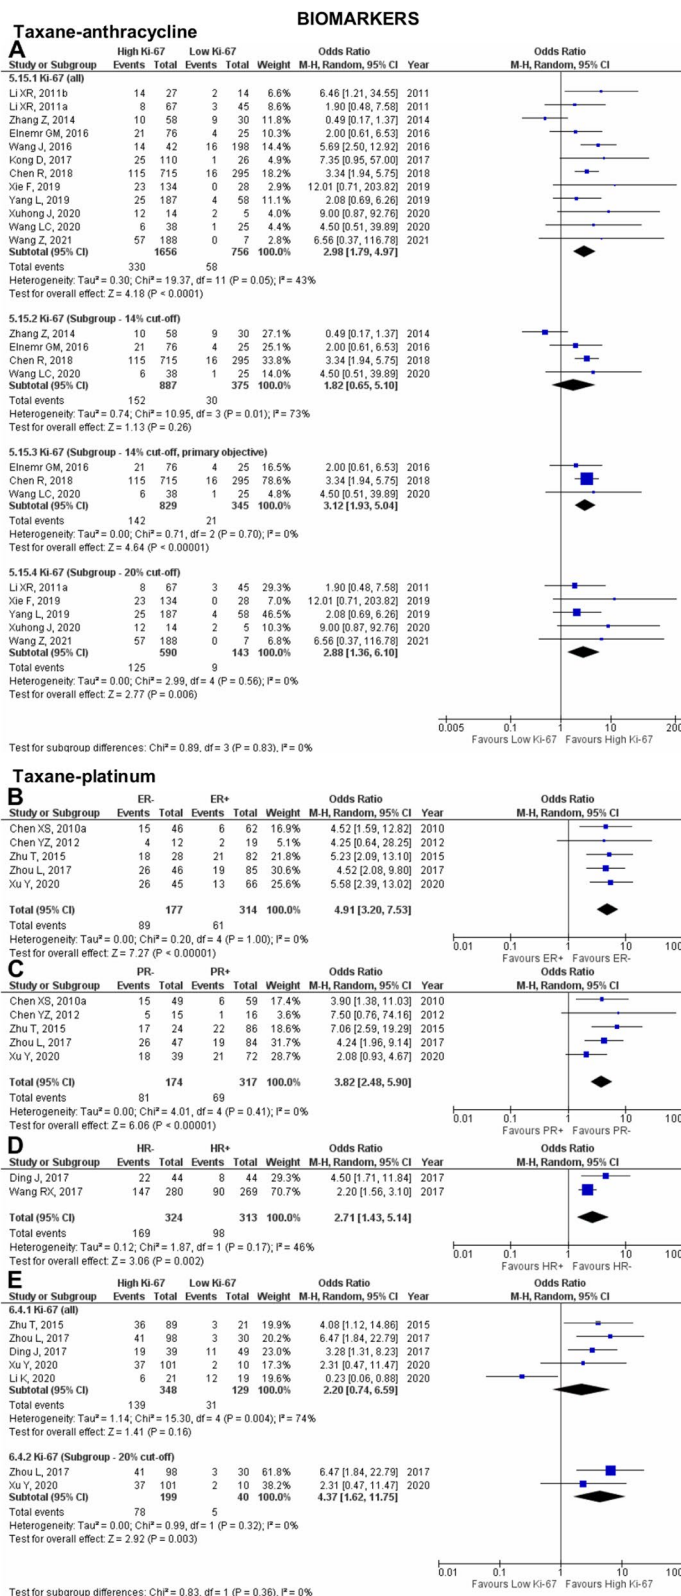 BIOMARKERS
Taxane-anthracycline
A
High Ki-67 Low Ki-67 Odds Ratio Odds Ratio
Study or Subgroup Events Total Events Total Weight M-H, Random, 95% CI Year M-H, Random, 95% CI
5.15.1 Ki-67 (all)
Li XR, 2011b 14 27 2 14 6.6% 6.46 [1.21, 34.55] 2011
Li XR, 2011a 8 67 3 45 8.6% 1.90 [0.48, 7.58] 2011
Zhang Z, 2014 10 58 9 30 11.8% 0.49 [0.17, 1.37] 2014
Elnemr GM, 2016 21 76 4 25 10.3% 2.00 [0.61, 6.53] 2016
Wang J, 2016 14 42 16 198 14.1% 5.69 [2.50, 12.92] 2016
Kong D, 2017 25 110 1 26 5.0% 7.35 [0.95, 57.00] 2017
Chen R, 2018 115 715 16 295 18.2% 3.34 [1.94, 5.75] 2018
Xie F, 2019 23 134 0 28 2.9% 12.01 [0.71, 203.82] 2019
Yang L, 2019 25 187 4 58 11.1% 2.08 [0.69, 6.26] 2019
Xuhong J, 2020 12 14 2 5 4.0% 9.00 [0.87, 92.76] 2020
Wang LC, 2020 6 38 1 25 4.4% 4.50 [0.51, 39.89] 2020
Wang Z, 2021 57 188 0 7 2.8% 6.56 [0.37, 116.78] 2021
Subtotal (95% CI) 1656 756 100.0% 2.98 [1.79, 4.97]
Total events 330 58
Heterogeneity: Tau² = 0.30; Chi² = 19.37, df = 11 (P = 0.05); I² = 43%
Test for overall effect: Z = 4.18 (P < 0.0001)
5.15.2 Ki-67 (Subgroup - 14% cut-off)
Zhang Z, 2014 10 58 9 30 27.1% 0.49 [0.17, 1.37] 2014
Elnemr GM, 2016 21 76 4 25 25.1% 2.00 [0.61, 6.53] 2016
Chen R, 2018 115 715 16 295 33.8% 3.34 [1.94, 5.75] 2018
Wang LC, 2020 6 38 1 25 14.0% 4.50 [0.51, 39.89] 2020
Subtotal (95% CI) 887 375 100.0% 1.82 [0.65, 5.10]
Total events 152 30
Heterogeneity: Tau² = 0.74; Chi² = 10.95, df = 3 (P = 0.01); I² = 73%
Test for overall effect: Z = 1.13 (P = 0.26)
5.15.3 Ki-67 (Subgroup - 14% cut-off, primary objective)
Elnemr GM, 2016 21 76 4 25 16.5% 2.00 [0.61, 6.53] 2016
Chen R, 2018 115 715 16 295 78.6% 3.34 [1.94, 5.75] 2018
Wang LC, 2020 6 38 1 25 4.8% 4.50 [0.51, 39.89] 2020
Subtotal (95% CI) 829 345 100.0% 3.12 [1.93, 5.04]
Total events 142 21
Heterogeneity: Tau² = 0.00; Chi² = 0.71, df = 2 (P = 0.70); I² = 0%
Test for overall effect: Z = 4.64 (P < 0.00001)
5.15.4 Ki-67 (Subgroup - 20% cut-off)
Li XR, 2011a 8 67 3 45 29.3% 1.90 [0.48, 7.58] 2011
Xie F, 2019 23 134 0 28 7.0% 12.01 [0.71, 203.82] 2019
Yang L, 2019 25 187 4 58 46.5% 2.08 [0.69, 6.26] 2019
Xuhong J, 2020 12 14 2 5 10.4% 9.00 [0.87, 92.76] 2020
Wang Z, 2021 57 188 0 7 6.8% 6.56 [0.37, 116.78] 2021
Subtotal (95% CI) 590 143 100.0% 2.88 [1.36, 6.10]
Total events 125 9
Heterogeneity: Tau² = 0.00; Chi² = 2.99, df = 4 (P = 0.56); I² = 0%
Test for overall effect: Z = 2.77 (P = 0.006)
0.005 0.1 1 10 200
Favours Low Ki-67 Favours High Ki-67
Test for subgroup differences: Chi² = 0.89, df = 3 (P = 0.83), I² = 0%
Taxane-platinum
B
ER- ER+ Odds Ratio Odds Ratio
Study or Subgroup Events Total Events Total Weight M-H, Random, 95% CI Year M-H, Random, 95% CI
Chen XS, 2010a 15 46 6 62 16.9% 4.52 [1.59, 12.82] 2010
Chen YZ, 2012 4 12 2 19 5.1% 4.25 [0.64, 28.25] 2012
Zhu T, 2015 18 28 21 82 21.8% 5.23 [2.09, 13.10] 2015
Zhou L, 2017 26 46 19 85 30.6% 4.52 [2.08, 9.80] 2017
Xu Y, 2020 26 45 13 66 25.6% 5.58 [2.39, 13.02] 2020
Total (95% CI) 177 314 100.0% 4.91 [3.20, 7.53]
Total events 89 61
Heterogeneity: Tau² = 0.00; Chi² = 0.20, df = 4 (P = 1.00); I² = 0%
Test for overall effect: Z = 7.27 (P < 0.00001)
0.01 0.1 1 10 100
Favours ER+ Favours ER-
C
PR- PR+ Odds Ratio Odds Ratio
Study or Subgroup Events Total Events Total Weight M-H, Random, 95% CI Year M-H, Random, 95% CI
Chen XS, 2010a 15 49 6 59 17.4% 3.90 [1.38, 11.03] 2010
Chen YZ, 2012 5 15 1 16 3.5% 7.50 [0.76, 74.16] 2012
Zhu T, 2015 17 24 22 86 18.6% 7.06 [2.59, 19.29] 2015
Zhou L, 2017 26 47 19 84 31.7% 4.24 [1.96, 9.14] 2017
Xu Y, 2020 18 39 21 72 28.7% 2.08 [0.93, 4.67] 2020
Total (95% CI) 174 317 100.0% 3.82 [2.48, 5.90]
Total events 81 69
Heterogeneity: Tau² = 0.00; Chi² = 4.01, df = 4 (P = 0.41); I² = 0%
Test for overall effect: Z = 6.06 (P < 0.00001)
0.01 0.1 1 10 100
Favours PR+ Favours PR-
D
HR- HR+ Odds Ratio Odds Ratio
Study or Subgroup Events Total Events Total Weight M-H, Random, 95% CI Year M-H, Random, 95% CI
Ding J, 2017 22 44 8 44 29.3% 4.50 [1.71, 11.84] 2017
Wang RX, 2017 147 280 90 269 70.7% 2.20 [1.56, 3.10] 2017
Total (95% CI) 324 313 100.0% 2.71 [1.43, 5.14]
Total events 169 98
Heterogeneity: Tau² = 0.12; Chi² = 1.87, df = 1 (P = 0.17); I² = 46%
Test for overall effect: Z = 3.06 (P = 0.002)
0.01 0.1 1 10 100
Favours HR+ Favours HR-
E
High Ki-67 Low Ki-67 Odds Ratio Odds Ratio
Study or Subgroup Events Total Events Total Weight M-H, Random, 95% CI Year M-H, Random, 95% CI
6.4.1 Ki-67 (all)
Zhu T, 2015 36 89 3 21 19.9% 4.08 [1.12, 14.86] 2015
Zhou L, 2017 41 98 3 30 20.2% 6.47 [1.84, 22.79] 2017
Ding J, 2017 19 39 11 49 23.0% 3.28 [1.31, 8.23] 2017
Xu Y, 2020 37 101 2 10 17.3% 2.31 [0.47, 11.47] 2020
Li K, 2020 6 21 12 19 19.6% 0.23 [0.06, 0.88] 2020
Subtotal (95% CI) 348 129 100.0% 2.20 [0.74, 6.59]
Total events 139 31
Heterogeneity: Tau² = 1.14; Chi² = 15.30, df = 4 (P = 0.004); I² = 74%
Test for overall effect: Z = 1.41 (P = 0.16)
6.4.2 Ki-67 (Subgroup - 20% cut-off)
Zhou L, 2017 41 98 3 30 61.8% 6.47 [1.84, 22.79] 2017
Xu Y, 2020 37 101 2 10 38.2% 2.31 [0.47, 11.47] 2020
Subtotal (95% CI) 199 40 100.0% 4.37 [1.62, 11.75]
Total events 78 5
Heterogeneity: Tau² = 0.00; Chi² = 0.99, df = 1 (P = 0.32); I² = 0%
Test for overall effect: Z = 2.92 (P = 0.003)
0.01 0.1 1 10 100
Favours Low Ki-67 Favours High Ki-67
Test for subgroup differences: Chi² = 0.83, df = 1 (P = 0.36), I² = 0%